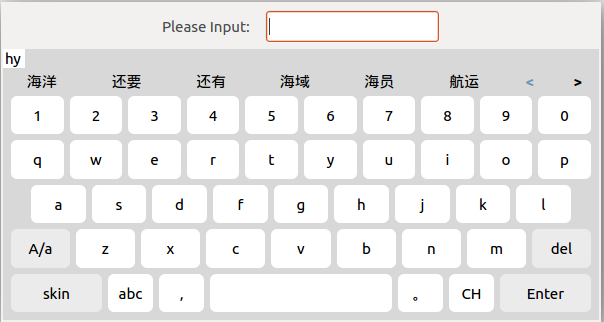 Please Input:
hy
海洋 还要 还有 海域 海员 航运 < >
1 2 3 4 5 6 7 8 9 0
q w e r t y u i o p
a s d f g h j k l
A/a z x c v b n m del
skin abc , 。 CH Enter